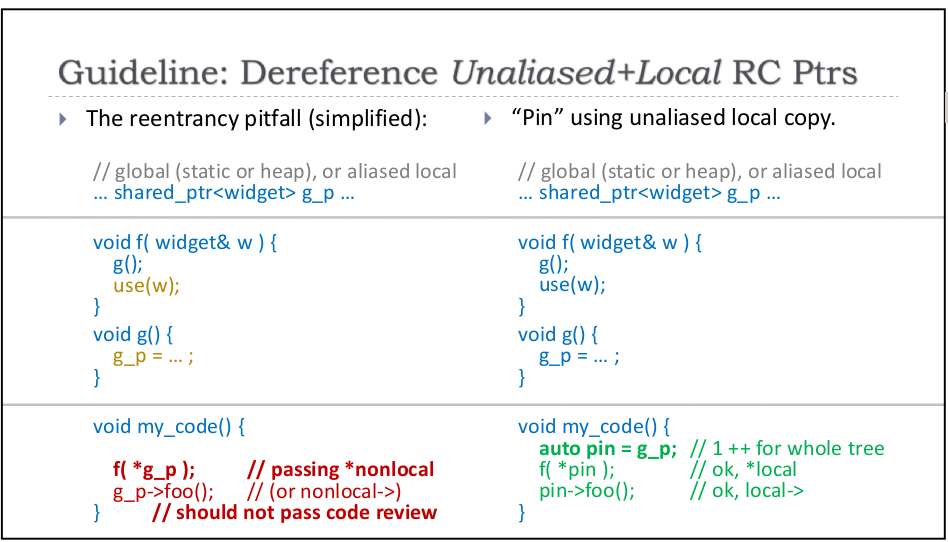 Guideline: Dereference Unaliased+Local RC Ptrs
The reentrancy pitfall (simplified):
// global (static or heap), or aliased local
… shared_ptr<widget> g_p …
void f( widget& w ) {
g();
use(w);
}
void g() {
g_p = … ;
}
void my_code() {
f( *g_p ); // passing *nonlocal
g_p->foo(); // (or nonlocal->)
} // should not pass code review
“Pin” using unaliased local copy.
// global (static or heap), or aliased local
… shared_ptr<widget> g_p …
void f( widget& w ) {
g();
use(w);
}
void g() {
g_p = … ;
}
void my_code() {
auto pin = g_p; // 1 ++ for whole tree
f( *pin ); // ok, *local
pin->foo(); // ok, local->
}